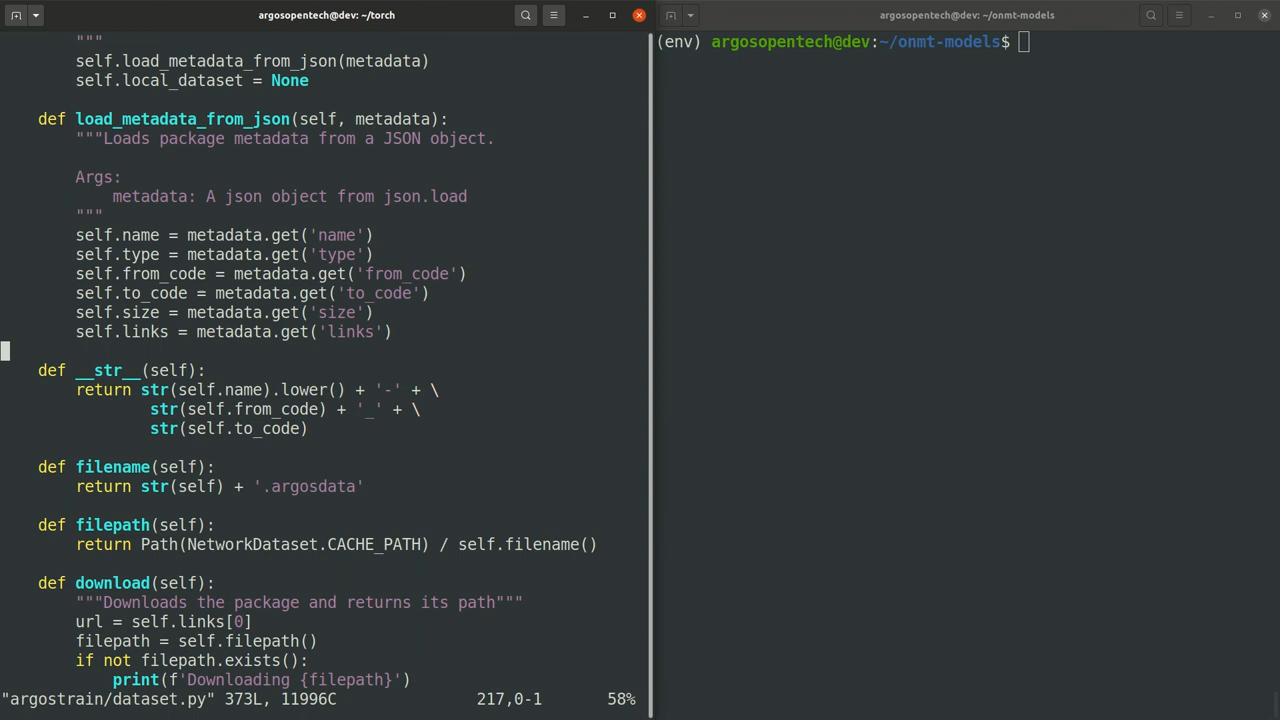 argosopentech@dev: ~/torch
"""
self.load_metadata_from_json(metadata)
self.local_dataset = None
def load_metadata_from_json(self, metadata):
"""Loads package metadata from a JSON object.
Args:
metadata: A json object from json.load
"""
self.name = metadata.get('name')
self.type = metadata.get('type')
self.from_code = metadata.get('from_code')
self.to_code = metadata.get('to_code')
self.size = metadata.get('size')
self.links = metadata.get('links')
def __str__(self):
return str(self.name).lower() + '-' + \
str(self.from_code) + '_' + \
str(self.to_code)
def filename(self):
return str(self) + '.argosdata'
def filepath(self):
return Path(NetworkDataset.CACHE_PATH) / self.filename()
def download(self):
"""Downloads the package and returns its path"""
url = self.links[0]
filepath = self.filepath()
if not filepath.exists():
print(f'Downloading {filepath}')
"argostrain/dataset.py" 373L, 11996C 217,0-1 58%
argosopentech@dev: ~/onmt-models
(env) argosopentech@dev:~/onmt-models$